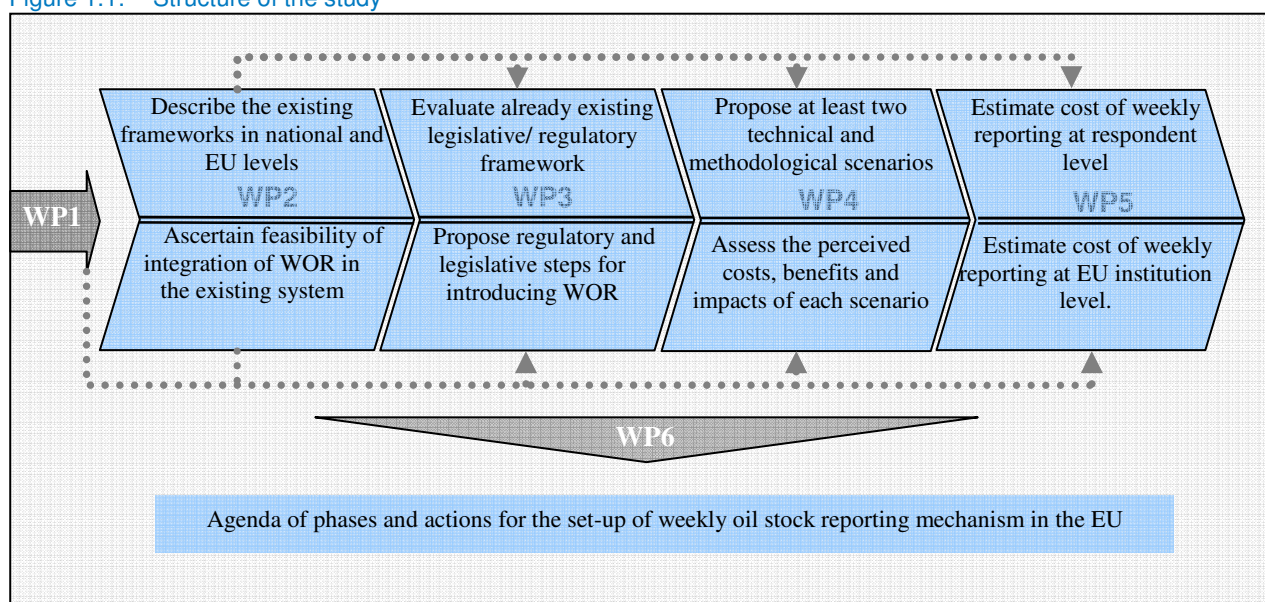 Figure 1.1. Structure of the study
WP1
Describe the existing
frameworks in national and
EU levels
WP2
Ascertain feasibility of
integration of WOR in
the existing system
Evaluate already existing
legislative/ regulatory
framework
WP3
Propose regulatory and
legislative steps for
introducing WOR
Propose at least two
technical and
methodological scenarios
WP4
Assess the perceived
costs, benefits and
impacts of each scenario
Estimate cost of weekly
reporting at respondent
level
WP5
Estimate cost of weekly
reporting at EU institution
level.
WP6
Agenda of phases and actions for the set-up of weekly oil stock reporting mechanism in the EU